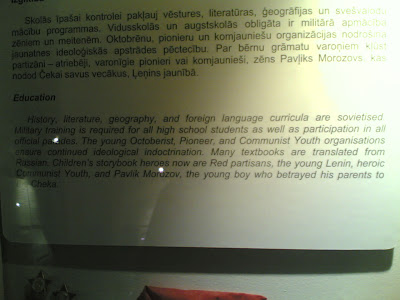 Skolās īpašai kontrolei pakļauj vēstures, literatūras, ģeogrāfijas un svešvalodu
mācību programmas. Vidusskolās un augstskolās obligāta ir militārā apmācība
zēniem un meitenēm. Oktobrēnu, pionieru un komjauniešu organizācijas nodrošina
jaunatnes ideoloģiskās apstrādes pēctecību. Par bērnu grāmatu varoņiem kļūst
partizāni – atriebēji, varonīgie pionieri vai komjaunieši, zēns Pavļiks Morozovs, kas
nodod Čekai savus vecākus, Ļeņins jaunībā.
Education
History, literature, geography, and foreign language curricula are sovietised.
Military training is required for all high school students as well as participation in all
official parades. The young Octoberist, Pioneer, and Communist Youth organisations
ensure continued ideological indoctrination. Many textbooks are translated from
Russian. Children's storybook heroes now are Red partisans, the young Lenin, heroic
Communist Youth, and Pavlik Morozov, the young boy who betrayed his parents to
Cheka.